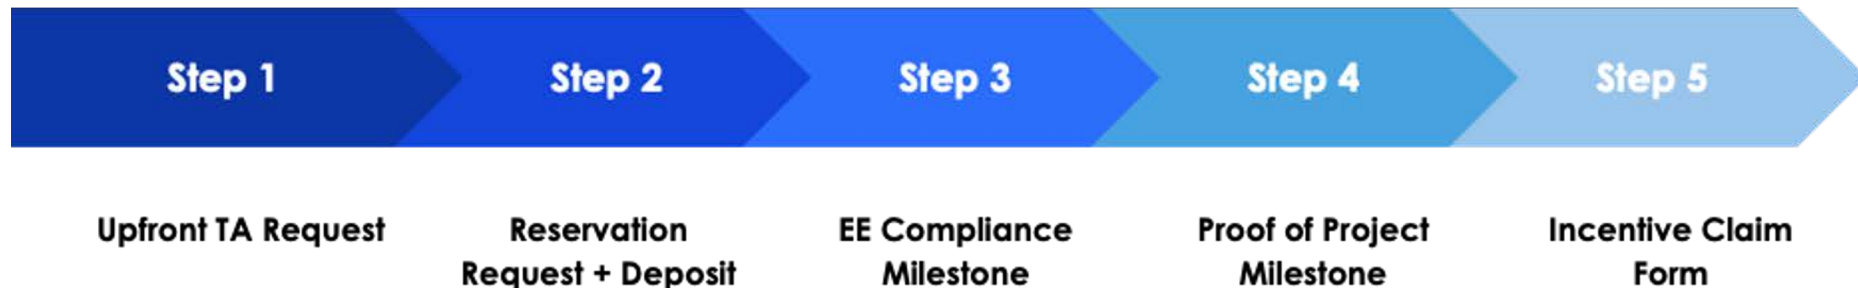 Step 1
Step 2
Step 3
Step 4
Step 5
Upfront TA Request
Reservation
Request + Deposit
EE Compliance
Milestone
Proof of Project
Milestone
Incentive Claim
Form